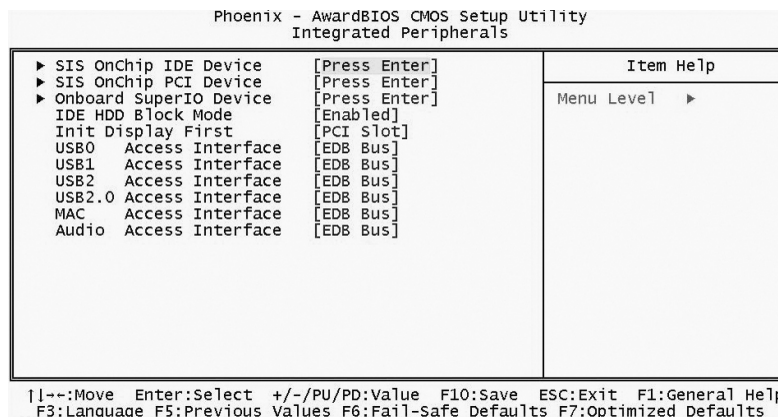 Phoenix - AwardBIOS CMOS Setup Utility
Integrated Peripherals
▶ SIS OnChip IDE Device [Press Enter]
▶ SIS OnChip PCI Device [Press Enter]
▶ Onboard SuperIO Device [Press Enter]
IDE HDD Block Mode [Enabled]
Init Display First [PCI Slot]
USB0 Access Interface [EDB Bus]
USB1 Access Interface [EDB Bus]
USB2 Access Interface [EDB Bus]
USB2.0 Access Interface [EDB Bus]
MAC Access Interface [EDB Bus]
Audio Access Interface [EDB Bus]
Item Help
Menu Level ▶
↑↓→←:Move Enter:Select +/-/PU/PD:Value F10:Save ESC:Exit F1:General Help
F3:Language F5:Previous Values F6:Fail-Safe Defaults F7:Optimized Defaults